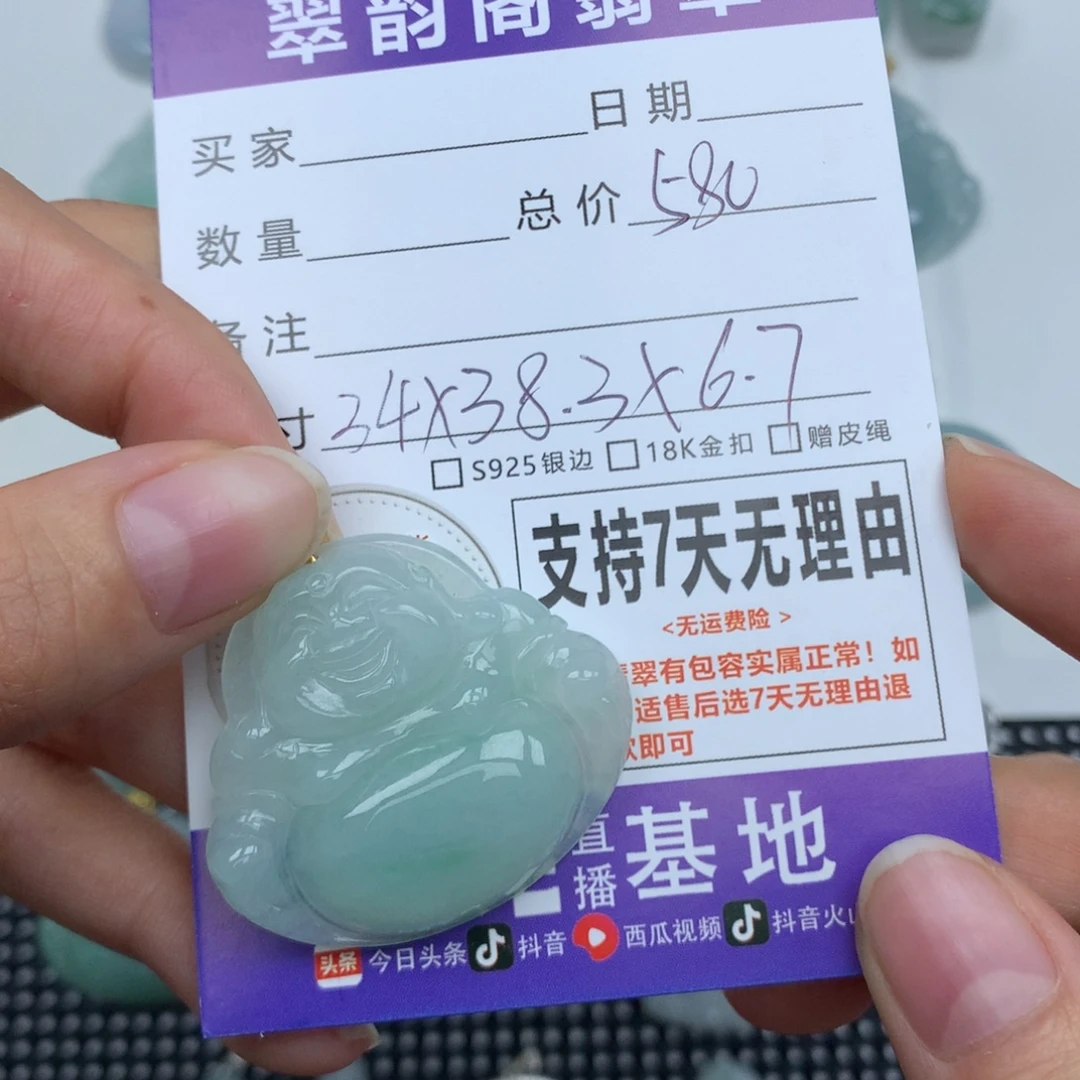 翠韵阁翡翠
买家 日期
数量 总价 580
备注
寸 34x38.3x6.7
□S925银边 □18K金扣 □赠皮绳
支持7天无理由
<无运费险>
翠有包容实属正常！如
适售后选7天无理由退
款即可
直播基地
头条 今日头条 抖音 西瓜视频 抖音火山